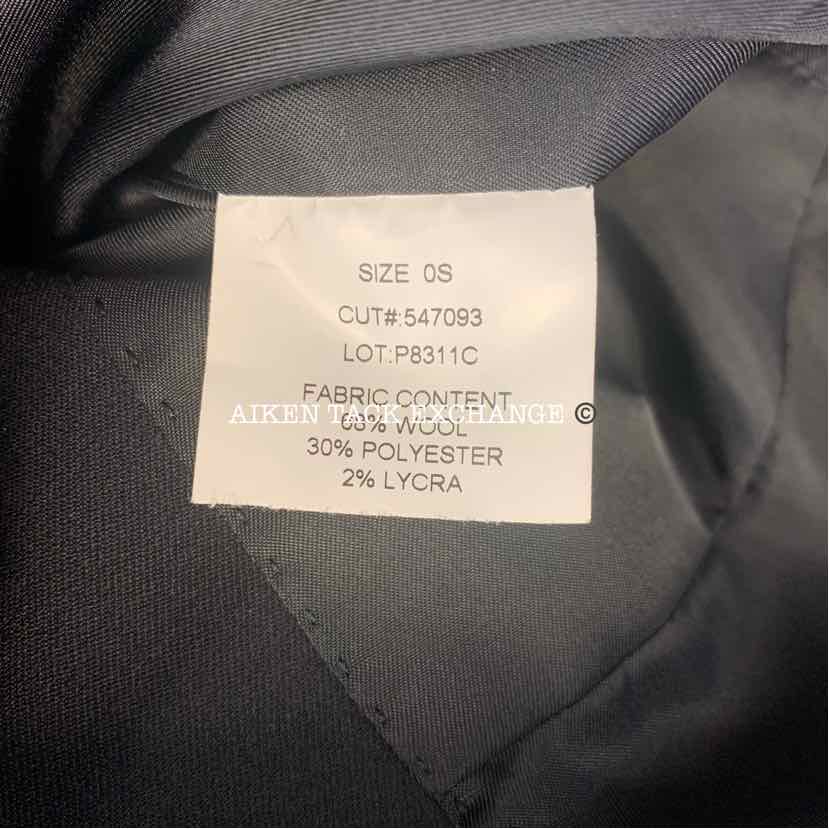 SIZE 0S
CUT#:547093
LOT:P8311C
FABRIC CONTENT
AIKEN TACK EXCHANGE ©
68% WOOL
30% POLYESTER
2% LYCRA